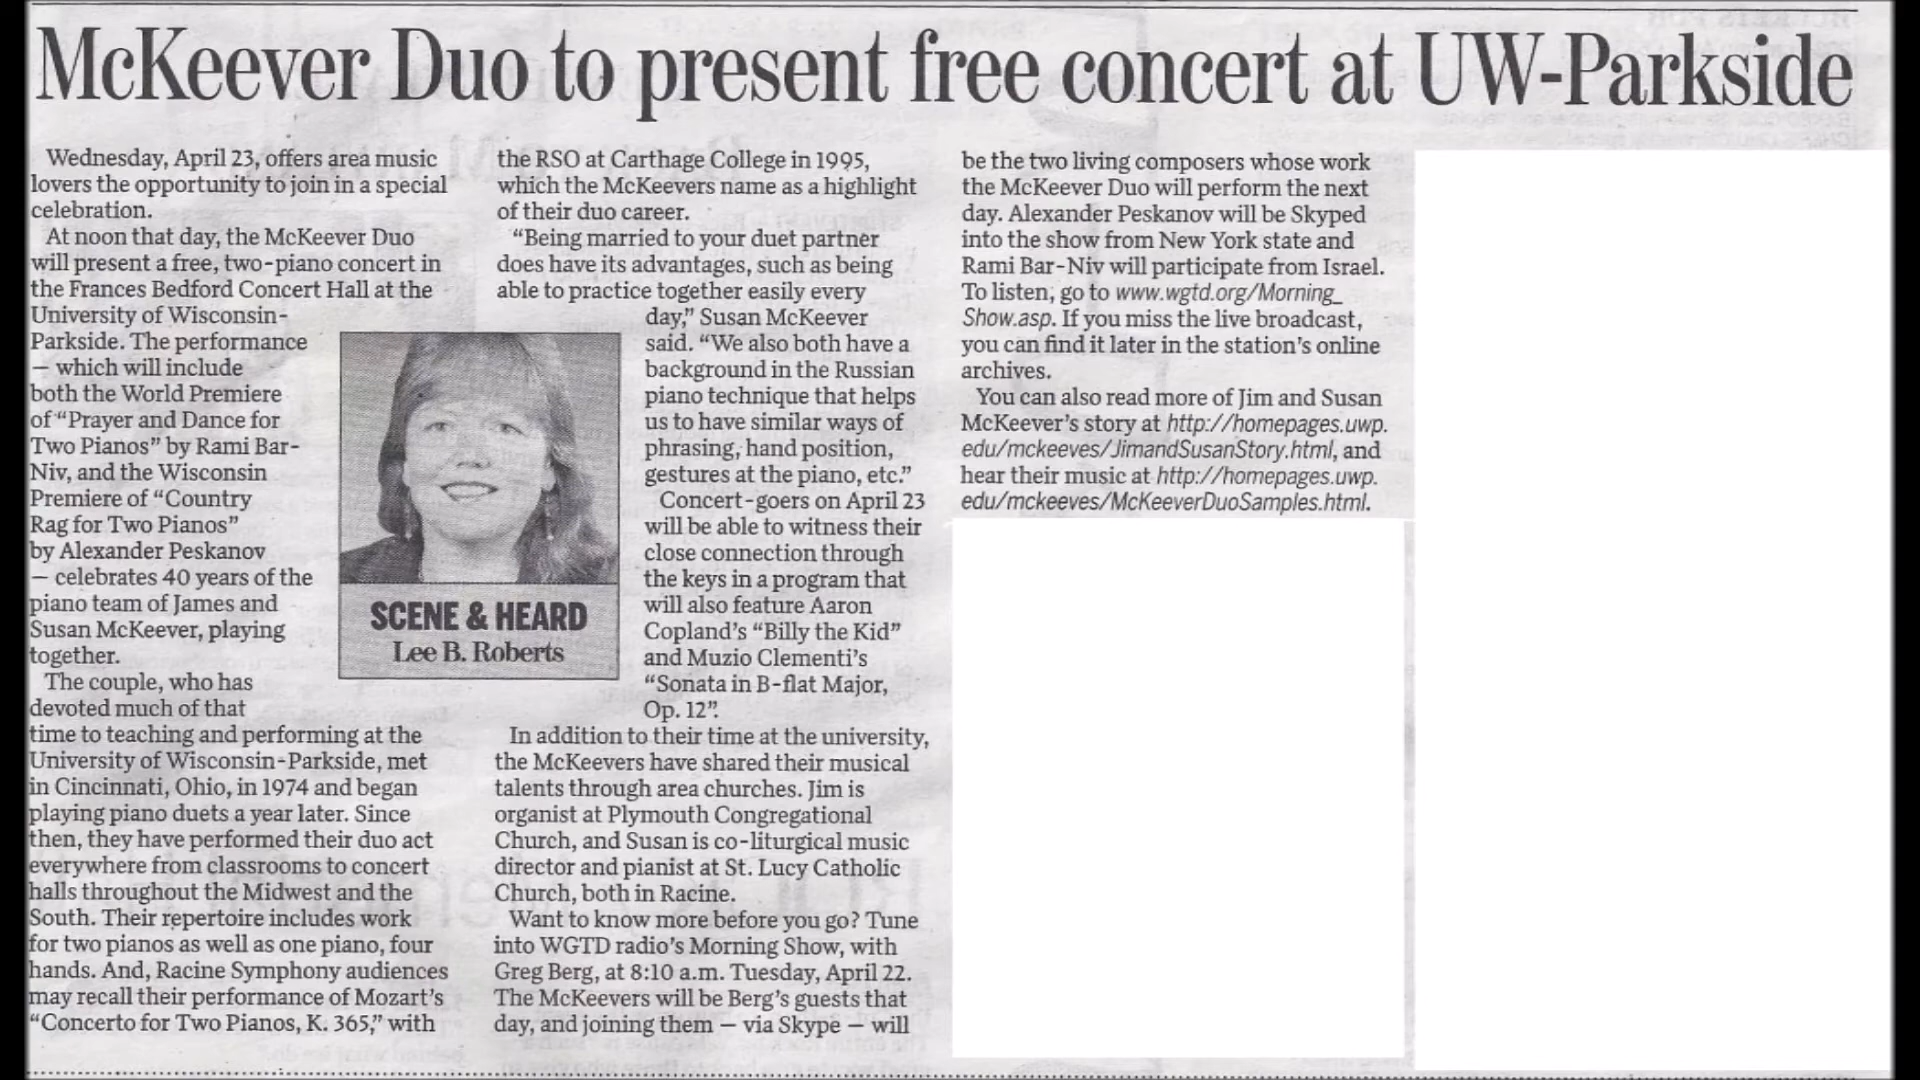 McKeever Duo to present free concert at UW-Parkside
Wednesday, April 23, offers area music
lovers the opportunity to join in a special
celebration.
At noon that day, the McKeever Duo
will present a free, two-piano concert in
the Frances Bedford Concert Hall at the
University of Wisconsin-
Parkside. The performance
— which will include
both the World Premiere
of “Prayer and Dance for
Two Pianos” by Rami Bar-
Niv, and the Wisconsin
Premiere of “Country
Rag for Two Pianos”
by Alexander Peskanov
— celebrates 40 years of the
piano team of James and
Susan McKeever, playing
together.
The couple, who has
devoted much of that
time to teaching and performing at the
University of Wisconsin-Parkside, met
in Cincinnati, Ohio, in 1974 and began
playing piano duets a year later. Since
then, they have performed their duo act
everywhere from classrooms to concert
halls throughout the Midwest and the
South. Their repertoire includes work
for two pianos as well as one piano, four
hands. And, Racine Symphony audiences
may recall their performance of Mozart’s
“Concerto for Two Pianos, K. 365,” with
SCENE & HEARD
Lee B. Roberts
the RSO at Carthage College in 1995,
which the McKeevers name as a highlight
of their duo career.
“Being married to your duet partner
does have its advantages, such as being
able to practice together easily every
day,” Susan McKeever
said. “We also both have a
background in the Russian
piano technique that helps
us to have similar ways of
phrasing, hand position,
gestures at the piano, etc.”
Concert-goers on April 23
will be able to witness their
close connection through
the keys in a program that
will also feature Aaron
Copland’s “Billy the Kid”
and Muzio Clementi’s
“Sonata in B-flat Major,
Op. 12”.
In addition to their time at the university,
the McKeevers have shared their musical
talents through area churches. Jim is
organist at Plymouth Congregational
Church, and Susan is co-liturgical music
director and pianist at St. Lucy Catholic
Church, both in Racine.
Want to know more before you go? Tune
into WGTD radio’s Morning Show, with
Greg Berg, at 8:10 a.m. Tuesday, April 22.
The McKeevers will be Berg’s guests that
day, and joining them — via Skype — will
be the two living composers whose work
the McKeever Duo will perform the next
day. Alexander Peskanov will be Skyped
into the show from New York state and
Rami Bar-Niv will participate from Israel.
To listen, go to www.wgtd.org/Morning_
Show.asp. If you miss the live broadcast,
you can find it later in the station’s online
archives.
You can also read more of Jim and Susan
McKeever’s story at http://homepages.uwp.
edu/mckeeves/JimandSusanStory.html, and
hear their music at http://homepages.uwp.
edu/mckeeves/McKeeverDuoSamples.html.